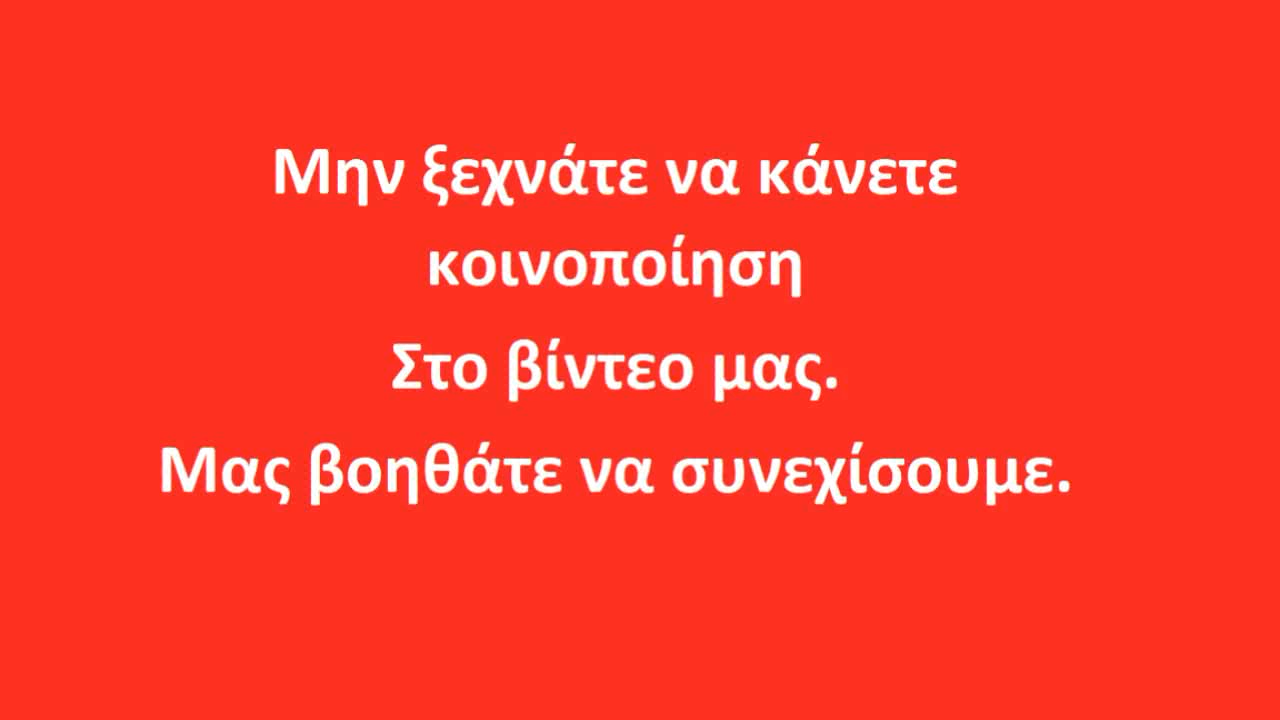 Μην ξεχνάτε να κάνετε
κοινοποίηση
Στο βίντεο μας.
Μας βοηθάτε να συνεχίσουμε.